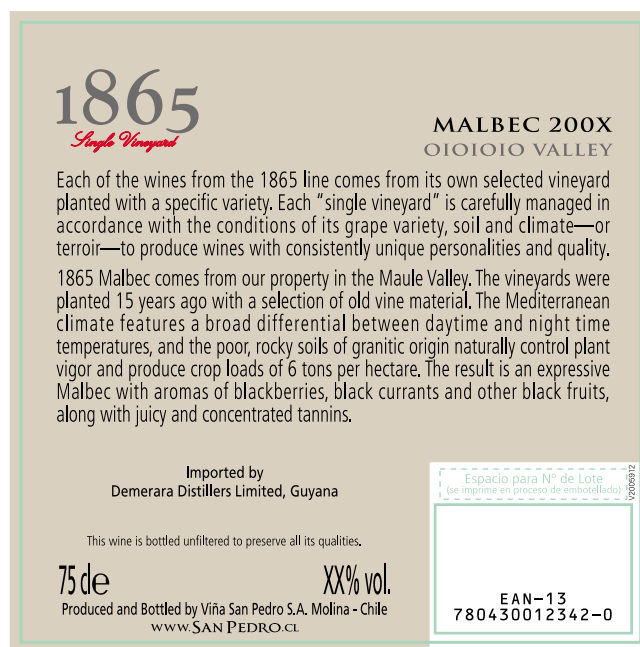 1865
Single Vineyard
MALBEC 200X
OIOIOIO VALLEY
Each of the wines from the 1865 line comes from its own selected vineyard
planted with a specific variety. Each “single vineyard” is carefully managed in
accordance with the conditions of its grape variety, soil and climate—or
terroir—to produce wines with consistently unique personalities and quality.
1865 Malbec comes from our property in the Maule Valley. The vineyards were
planted 15 years ago with a selection of old vine material. The Mediterranean
climate features a broad differential between daytime and night time
temperatures, and the poor, rocky soils of granitic origin naturally control plant
vigor and produce crop loads of 6 tons per hectare. The result is an expressive
Malbec with aromas of blackberries, black currants and other black fruits,
along with juicy and concentrated tannins.
Imported by
Demerara Distillers Limited, Guyana
This wine is bottled unfiltered to preserve all its qualities.
75 cl e
XX% vol.
Produced and Bottled by Viña San Pedro S.A. Molina - Chile
WWW.SAN PEDRO.CL
Espacio para Nº de Lote
(se imprime en proceso de embotellado)
V2005912
EAN-13
780430012342-0